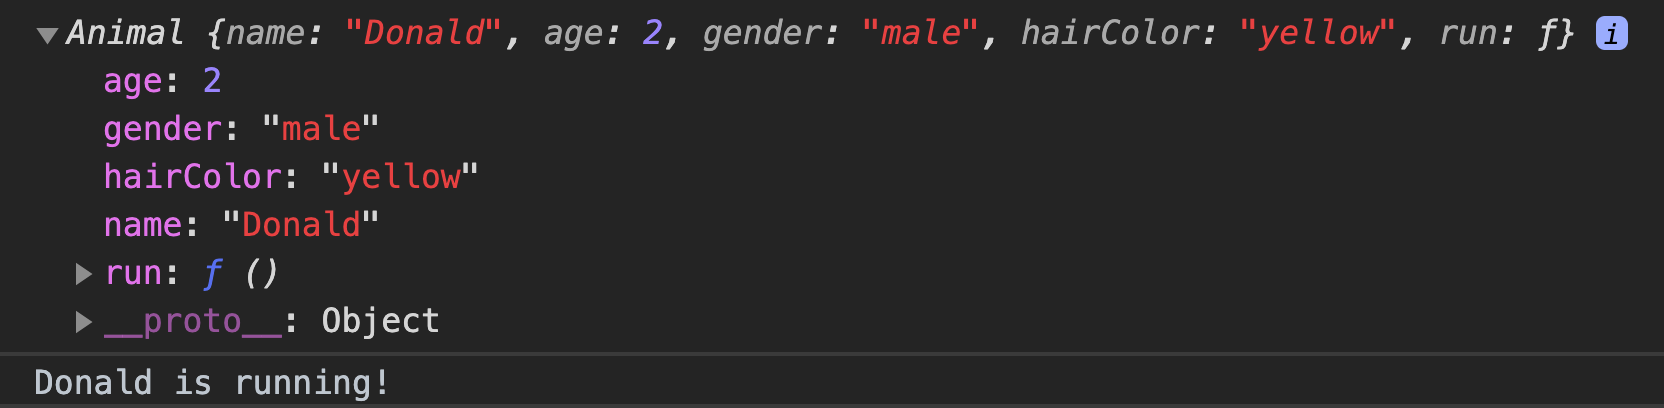 ▼Animal {name: "Donald", age: 2, gender: "male", hairColor: "yellow", run: ƒ} i
age: 2
gender: "male"
hairColor: "yellow"
name: "Donald"
▶ run: ƒ ()
▶ __proto__: Object
Donald is running!